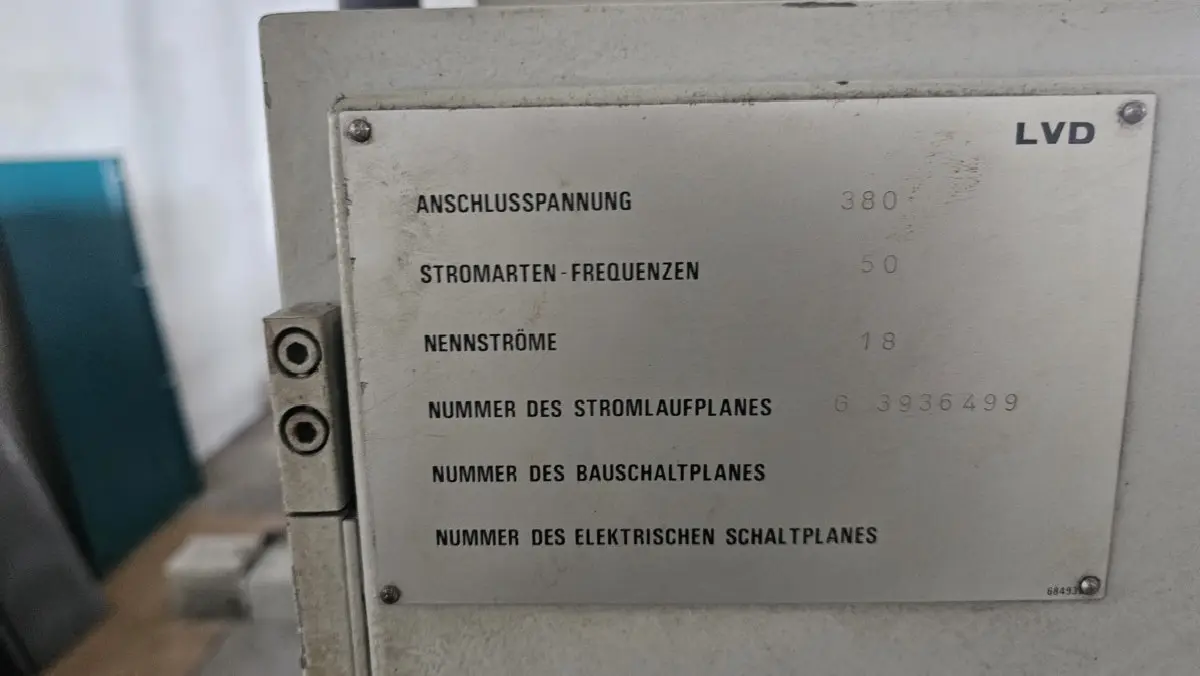 LVD
ANSCHLUSSPANNUNG 380
STROMARTEN-FREQUENZEN 50
NENNSTRÖME 18
NUMMER DES STROMLAUFPLANES G 3936499
NUMMER DES BAUSCHALTPLANES
NUMMER DES ELEKTRISCHEN SCHALTPLANES